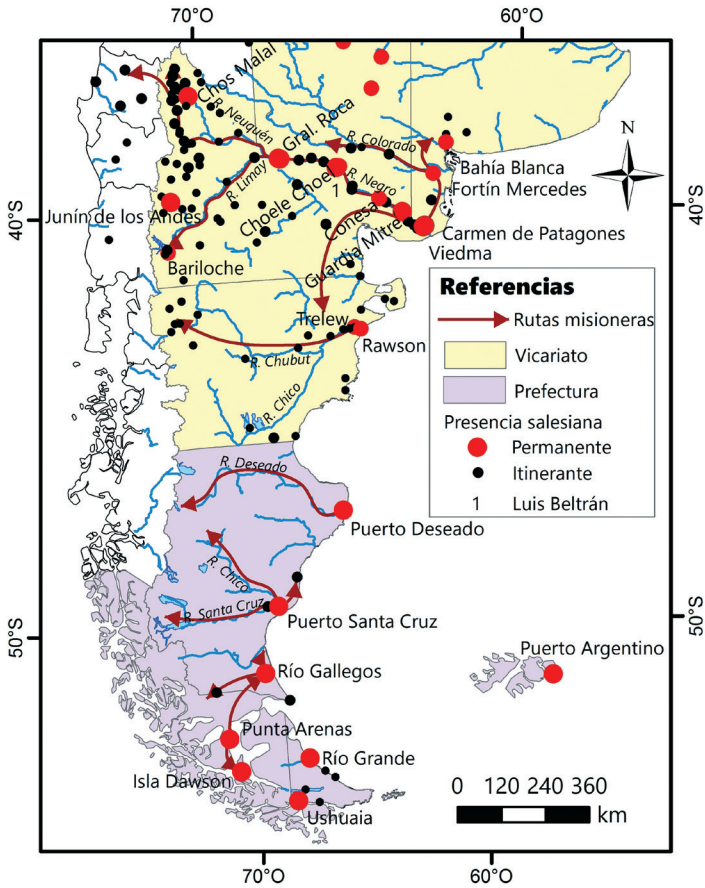 70°O 60°O
Chos Malal
R. Neuquén
Gral. Roca
R. Colorado
N
Bahía Blanca
Fortín Mercedes
R. Limay
Choele Choel
1
R. Negro
40°S
40°S
Junín de los Andes
Conesa
Guardia Mitre
Carmen de Patagones
Viedma
Bariloche
Referencias
Rutas misioneras
Vicariato
Prefectura
Presencia salesiana
Permanente
Itinerante
1 Luis Beltrán
Trelew
Rawson
R. Chubut
R. Chico
R. Deseado
Puerto Deseado
R. Chico
R. Santa Cruz
Puerto Santa Cruz
50°S
50°S
Puerto Argentino
Río Gallegos
Punta Arenas
Río Grande
Isla Dawson
Ushuaia
0 120 240 360
km
70°O 60°O